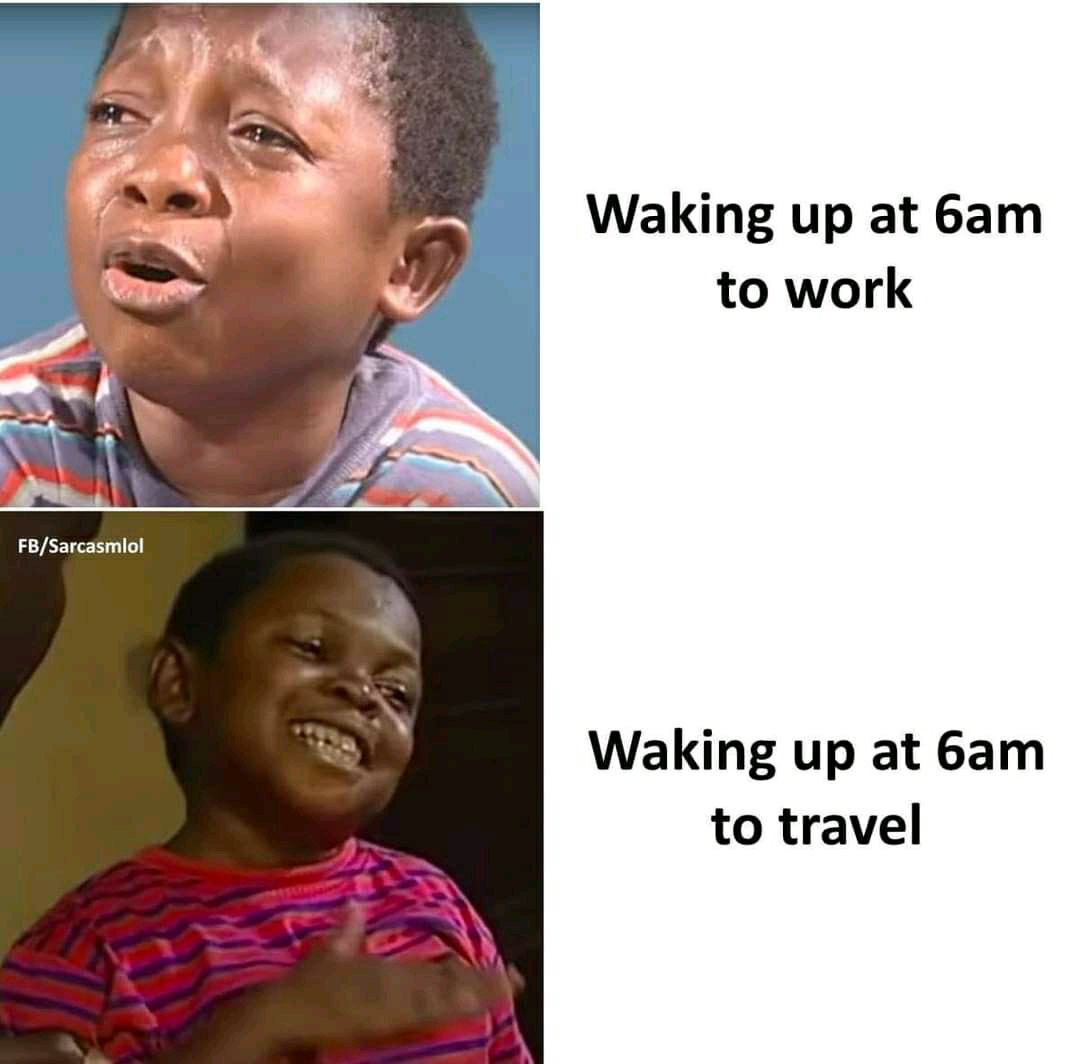 Waking up at 6am
to work
FB/Sarcasmlol
Waking up at 6am
to travel